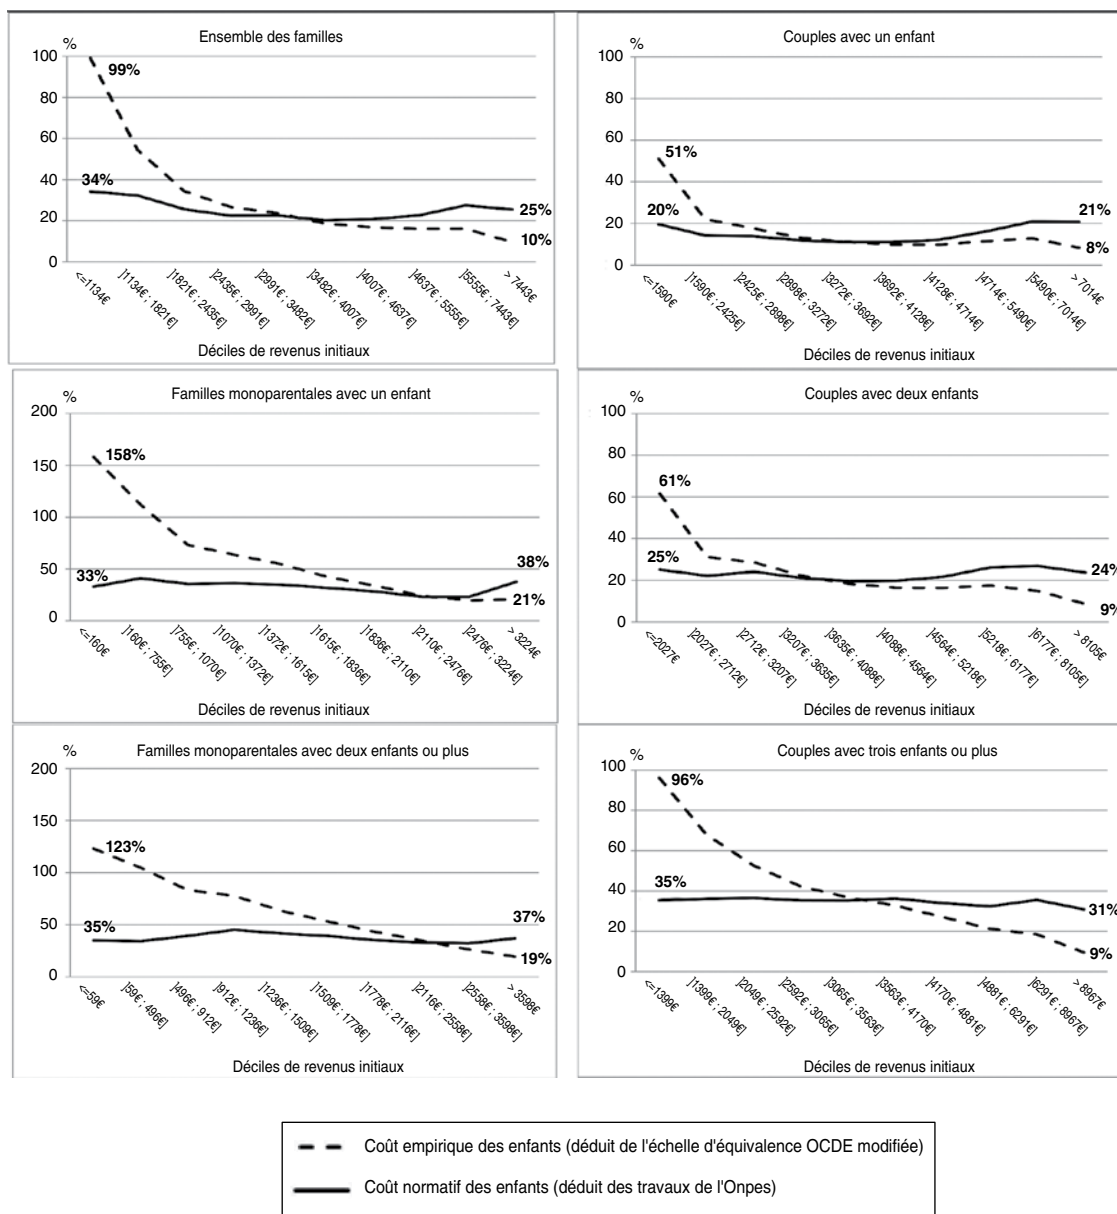 Ensemble des familles
%
100
80
60
40
20
0
99%
34%
25%
10%
<=1134€
]1134€ ; 1821€]
]1821€ ; 2435€]
]2435€ ; 2991€]
]2991€ ; 3482€]
]3482€ ; 4007€]
]4007€ ; 4637€]
]4637€ ; 5555€]
]5555€ ; 7443€]
> 7443€
Déciles de revenus initiaux
Couples avec un enfant
%
100
80
60
40
20
0
51%
20%
21%
8%
<=1590€
]1590€ ; 2425€]
]2425€ ; 2898€]
]2898€ ; 3272€]
]3272€ ; 3692€]
]3692€ ; 4128€]
]4128€ ; 4714€]
]4714€ ; 5490€]
]5490€ ; 7014€]
> 7014€
Déciles de revenus initiaux
Familles monoparentales avec un enfant
%
200
150
100
50
0
158%
33%
38%
21%
<=160€
]160€ ; 755€]
]755€ ; 1070€]
]1070€ ; 1372€]
]1372€ ; 1615€]
]1615€ ; 1836€]
]1836€ ; 2110€]
]2110€ ; 2476€]
]2476€ ; 3224€]
> 3224€
Déciles de revenus initiaux
Couples avec deux enfants
%
100
80
60
40
20
0
61%
25%
24%
9%
<=2027€
]2027€ ; 2712€]
]2712€ ; 3207€]
]3207€ ; 3635€]
]3635€ ; 4088€]
]4088€ ; 4564€]
]4564€ ; 5218€]
]5218€ ; 6177€]
]6177€ ; 8105€]
> 8105€
Déciles de revenus initiaux
Familles monoparentales avec deux enfants ou plus
%
200
150
100
50
0
123%
35%
37%
19%
<=59€
]59€ ; 496€]
]496€ ; 912€]
]912€ ; 1236€]
]1236€ ; 1509€]
]1509€ ; 1778€]
]1778€ ; 2116€]
]2116€ ; 2558€]
]2558€ ; 3598€]
> 3598€
Déciles de revenus initiaux
Couples avec trois enfants ou plus
%
100
80
60
40
20
0
96%
35%
31%
9%
<=1399€
]1399€ ; 2049€]
]2049€ ; 2592€]
]2592€ ; 3065€]
]3065€ ; 3563€]
]3563€ ; 4170€]
]4170€ ; 4881€]
]4881€ ; 6291€]
]6291€ ; 8967€]
> 8967€
Déciles de revenus initiaux
Coût empirique des enfants (déduit de l'échelle d'équivalence OCDE modifiée)
Coût normatif des enfants (déduit des travaux de l'Onpes)